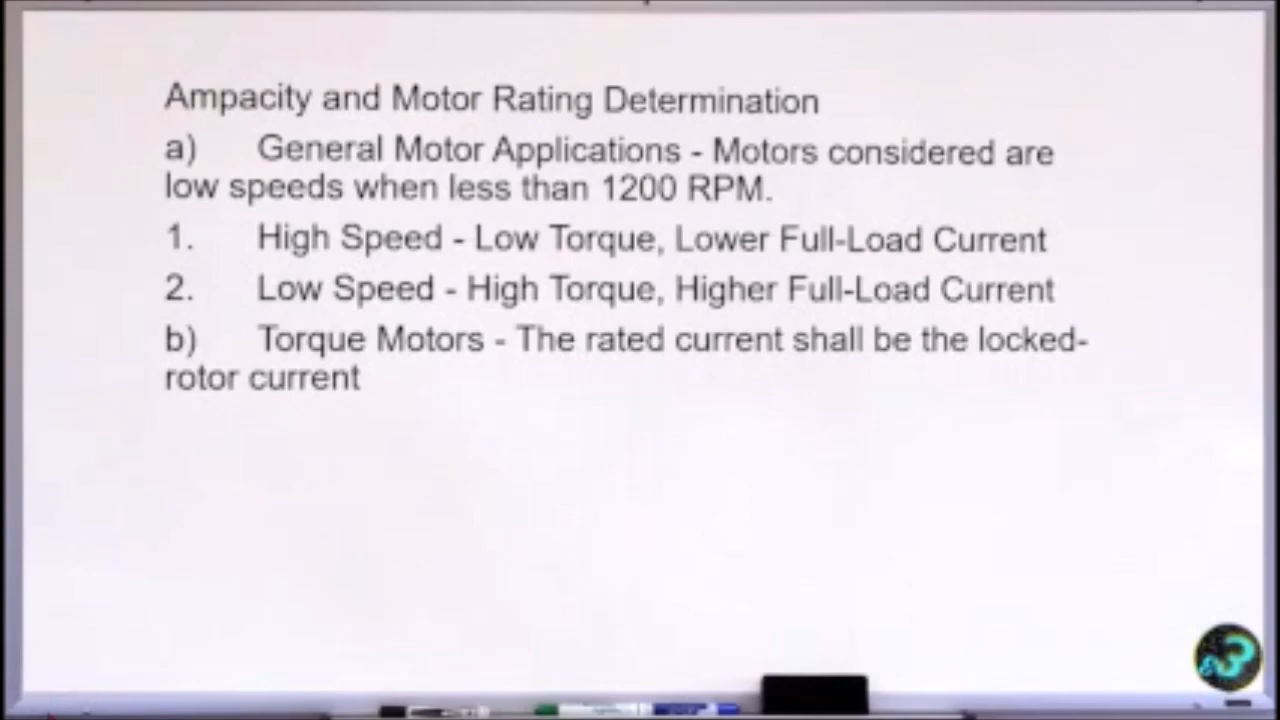 Ampacity and Motor Rating Determination
a) General Motor Applications - Motors considered are
low speeds when less than 1200 RPM.
1. High Speed - Low Torque, Lower Full-Load Current
2. Low Speed - High Torque, Higher Full-Load Current
b) Torque Motors - The rated current shall be the locked-
rotor current